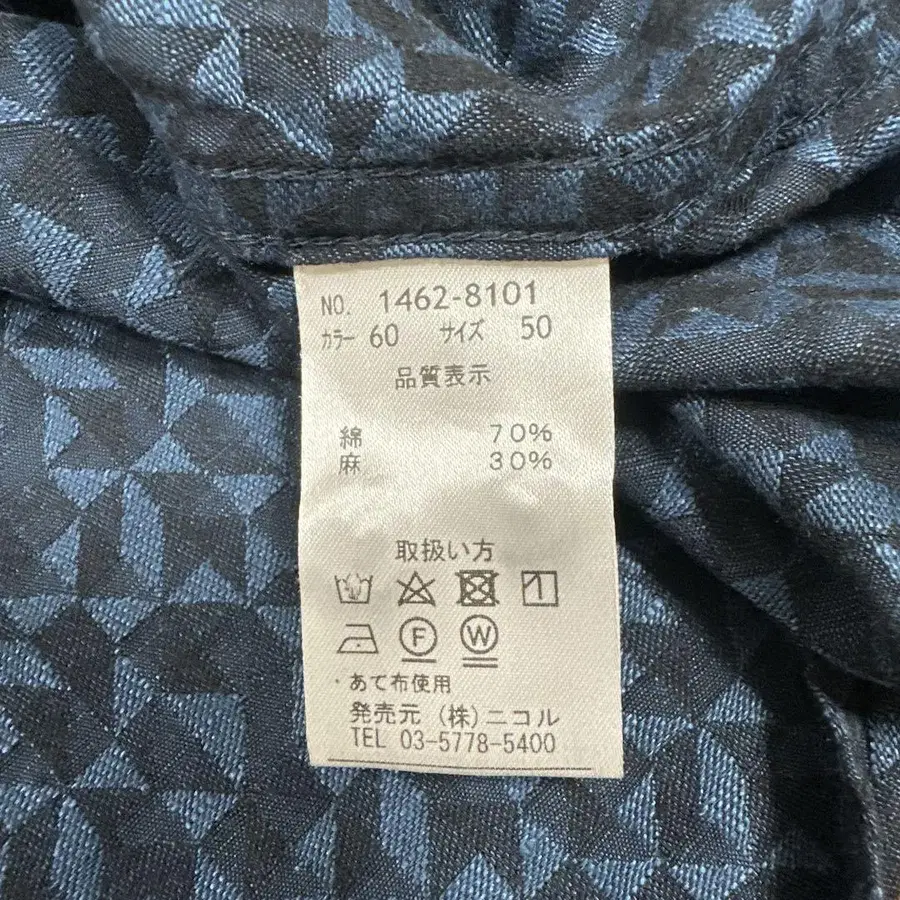 NO. 1462-8101
カラー 60 サイズ 50
品質表示
綿 70%
麻 30%
取扱い方
F W
・あて布使用
発売元 (株)ニコル
TEL 03-5778-5400